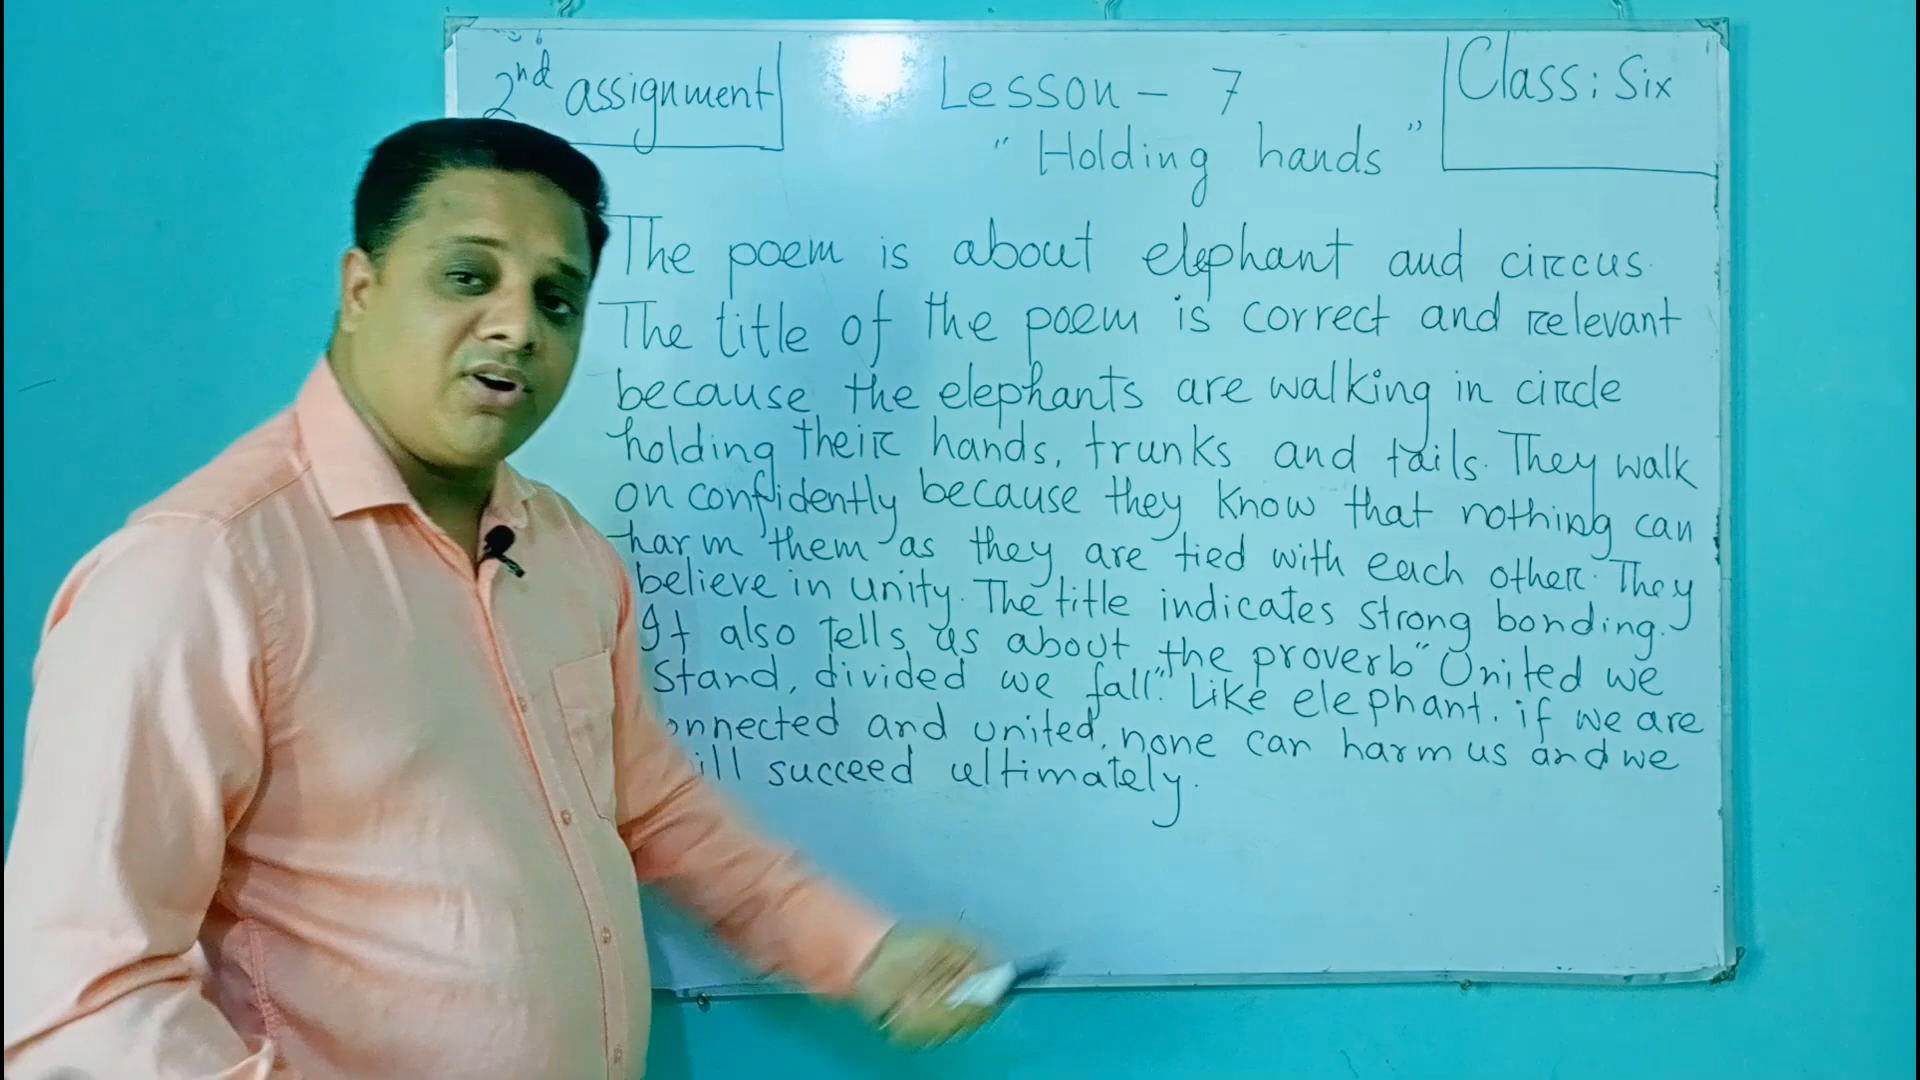 2nd assignment
Lesson - 7
Class: Six
"Holding hands"
The poem is about elephant and circus.
The title of the poem is correct and relevant
because the elephants are walking in circle
holding their hands, trunks and tails. They walk
on confidently because they know that nothing can
harm them as they are tied with each other. They
believe in unity. The title indicates strong bonding.
It also tells us about the proverb "United we
stand, divided we fall." Like elephant, if we are
onnected and united, none can harm us and we
ill succeed ultimately.